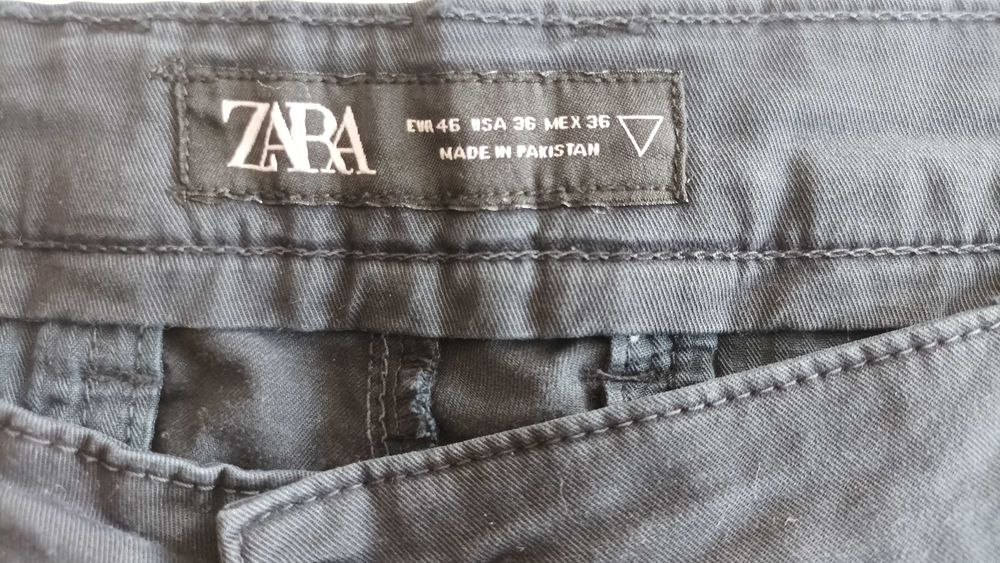 ZARA
EUR 46 USA 36 MEX 36
MADE IN PAKISTAN